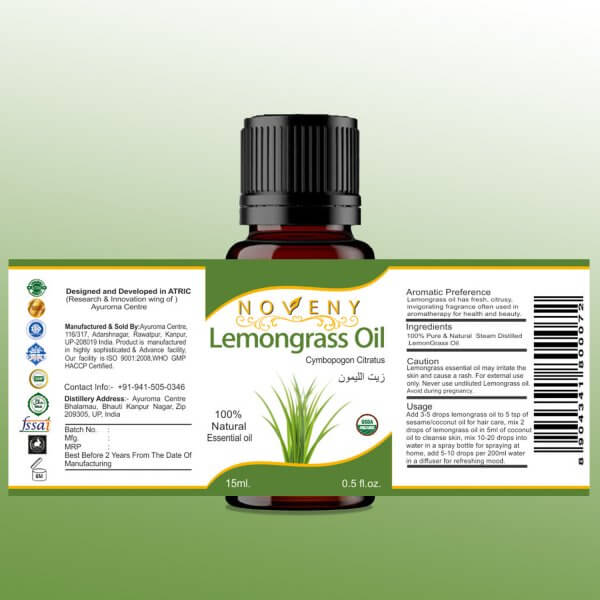 Designed and Developed in ATRIC
(Research & Innovation wing of )
Ayuroma Centre
Manufactured & Sold By:Ayuroma Centre,
116/317, Adarshnagar, Rawatpur, Kanpur,
UP-208019 India. Product is manufactured
in highly sophisticated & Advance facility,
Our facility is ISO 9001:2008,WHO GMP
HACCP Certified.
Contact Info:- +91-941-505-0346
Distillery Address:- Ayuroma Centre
Bhalamau, Bhauti Kanpur Nagar, Zip
209305, UP, India
fssai
Batch No. :
Mfg. :
MRP :
Best Before 2 Years From The Date Of
Manufacturing
NOVENY
Lemongrass Oil
Cymbopogon Citratus
زيت الليمون
100%
Natural
Essential oil
USDA
ORGANIC
15ml. 0.5 fl.oz.
Aromatic Preference
Lemongrass oil has fresh, citrusy,
invigorating fragrance often used in
aromatherapy for health and beauty.
Ingredients
100% Pure & Natural Steam Distilled
LemonGrass Oil
Caution
Lemongrass essential oil may irritate the
skin and cause a rash. For external use
only. Never use undiluted Lemongrass oil.
Avoid during pregnancy.
Usage
Add 3-5 drops lemongrass oil to 5 tsp of
sesame/coconut oil for hair care, mix 2
drops of lemongrass oil in 5ml of coconut
oil to cleanse skin, mix 10-20 drops into
water in a spray bottle for spraying at
home, add 5-10 drops per 200ml water
in a diffuser for refreshing mood.
8 904341 800072